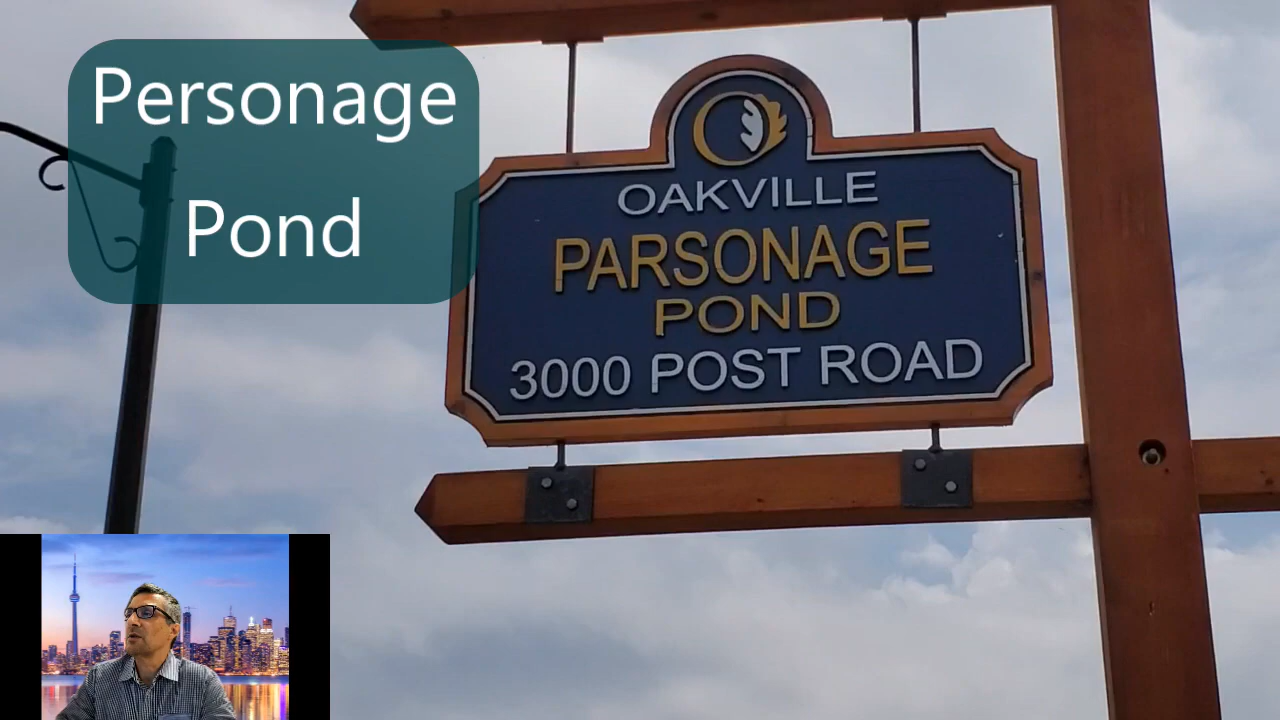 Personage
Pond
OAKVILLE
PARSONAGE
POND
3000 POST ROAD